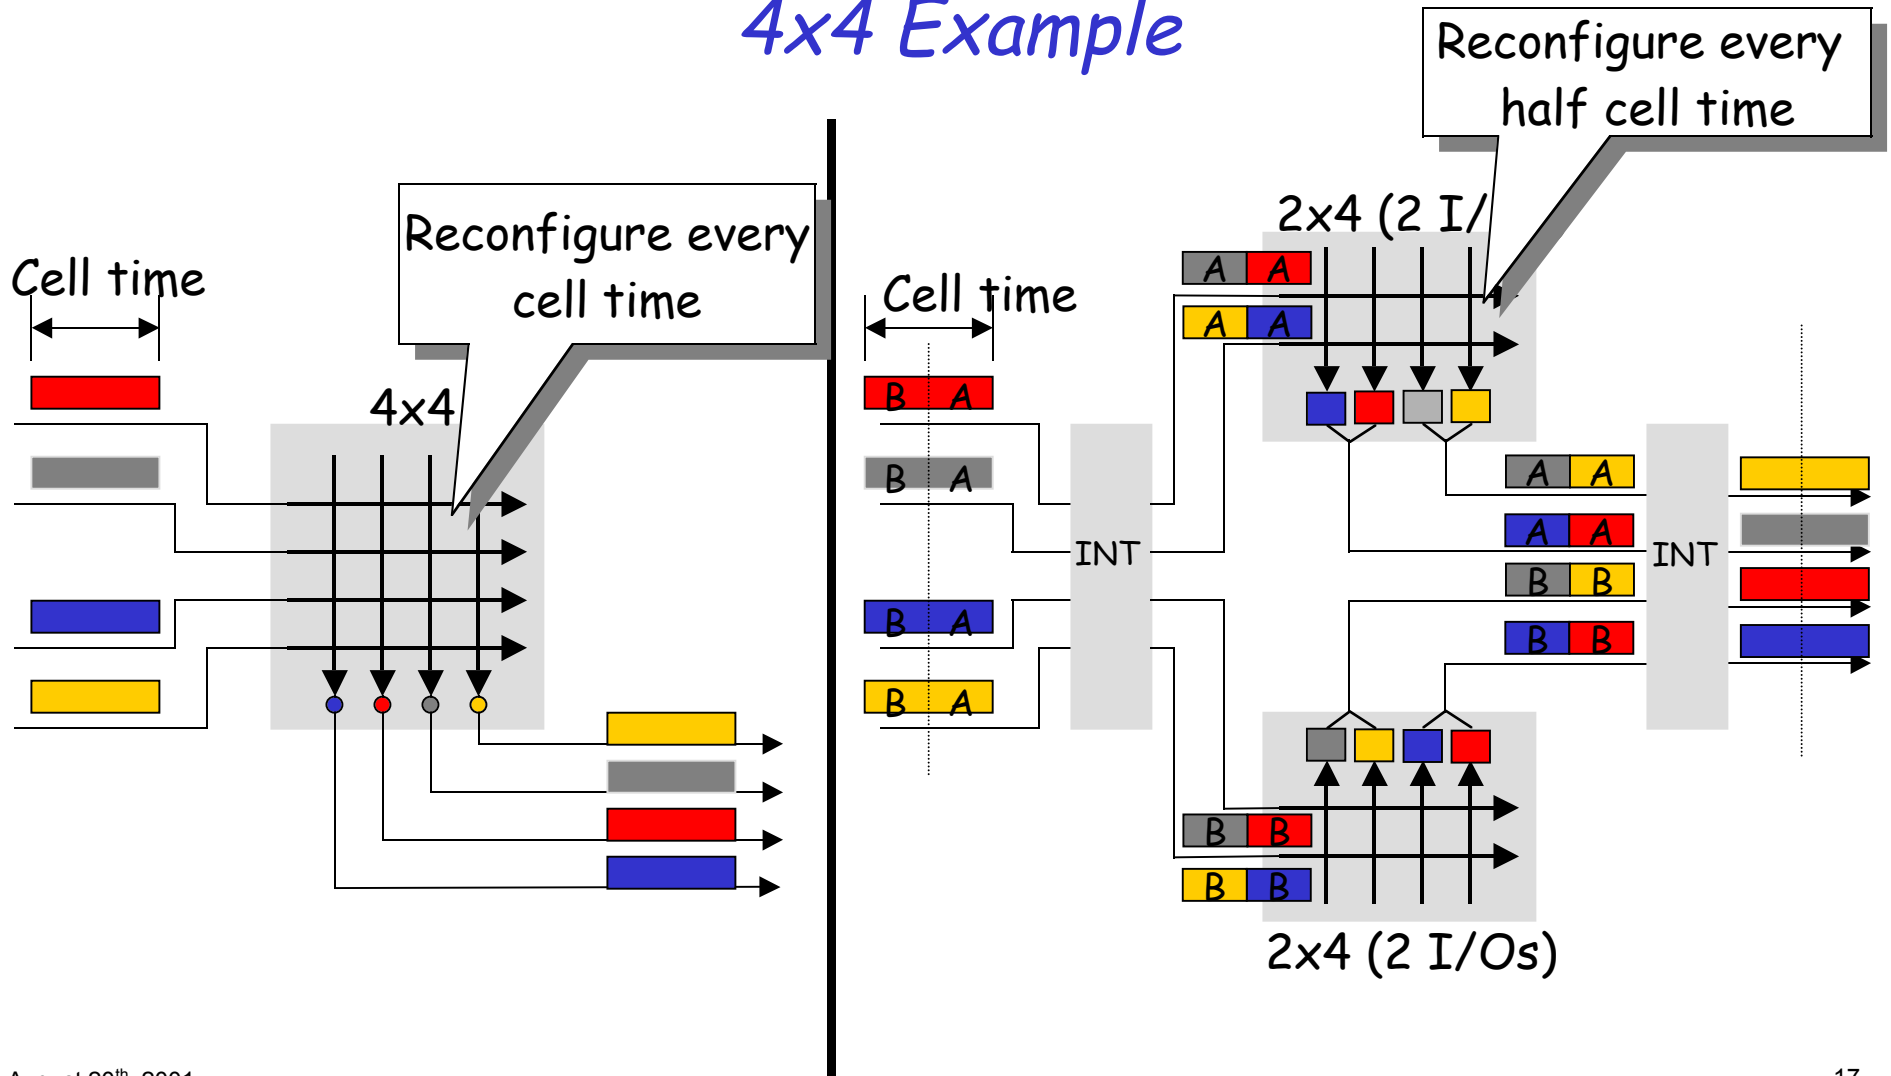 4x4 Example
Reconfigure every
cell time
Cell time
4x4
Reconfigure every
half cell time
2x4 (2 I/
Cell time
A A
A A
B A
B A
B A
B A
INT
A A
A A
B B
B B
INT
B B
B B
2x4 (2 I/Os)
17